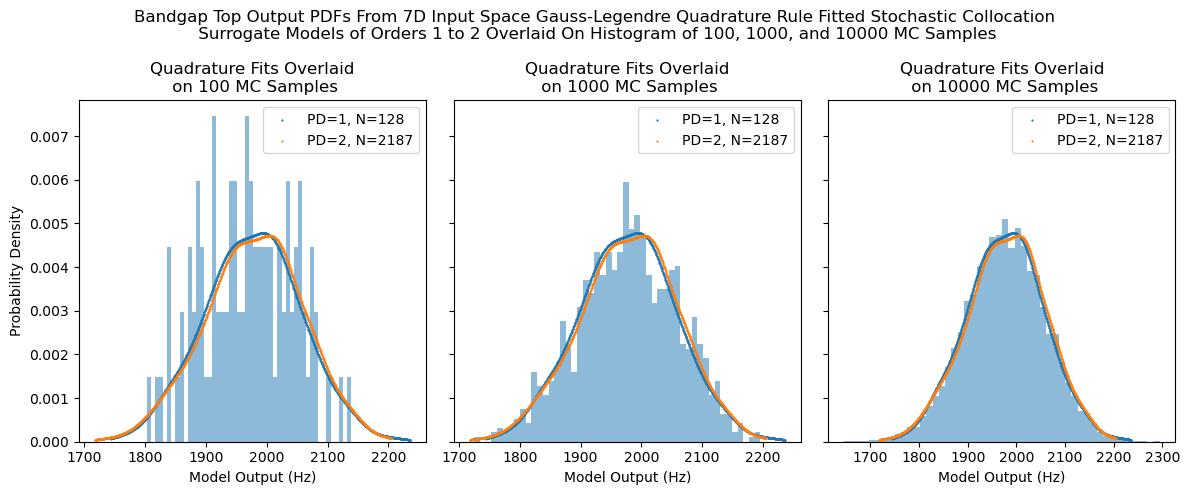 Bandgap Top Output PDFs From 7D Input Space Gauss-Legendre Quadrature Rule Fitted Stochastic Collocation
Surrogate Models of Orders 1 to 2 Overlaid On Histogram of 100, 1000, and 10000 MC Samples
Quadrature Fits Overlaid
on 100 MC Samples
PD=1, N=128
PD=2, N=2187
0.007
0.006
0.005
0.004
0.003
0.002
0.001
0.000
Probability Density
1700 1800 1900 2000 2100 2200
Model Output (Hz)
Quadrature Fits Overlaid
on 1000 MC Samples
PD=1, N=128
PD=2, N=2187
1700 1800 1900 2000 2100 2200
Model Output (Hz)
Quadrature Fits Overlaid
on 10000 MC Samples
PD=1, N=128
PD=2, N=2187
1700 1800 1900 2000 2100 2200 2300
Model Output (Hz)